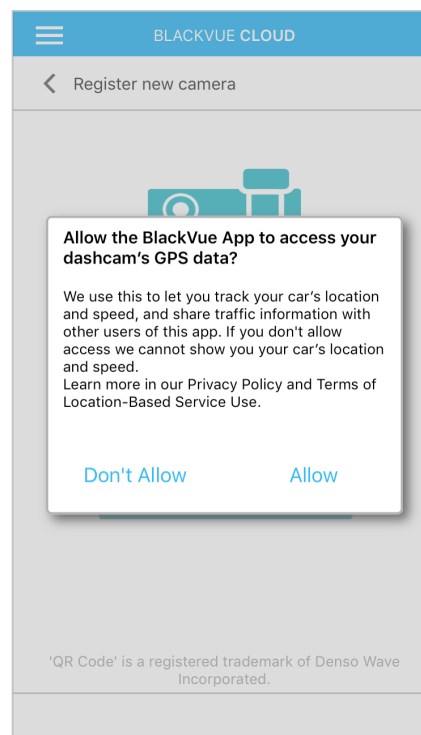 BLACKVUE CLOUD
Register new camera
Allow the BlackVue App to access your
dashcam's GPS data?
We use this to let you track your car's location
and speed, and share traffic information with
other users of this app. If you don't allow
access we cannot show you your car's location
and speed.
Learn more in our Privacy Policy and Terms of
Location-Based Service Use.
Don't Allow Allow
'QR Code' is a registered trademark of Denso Wave
Incorporated.